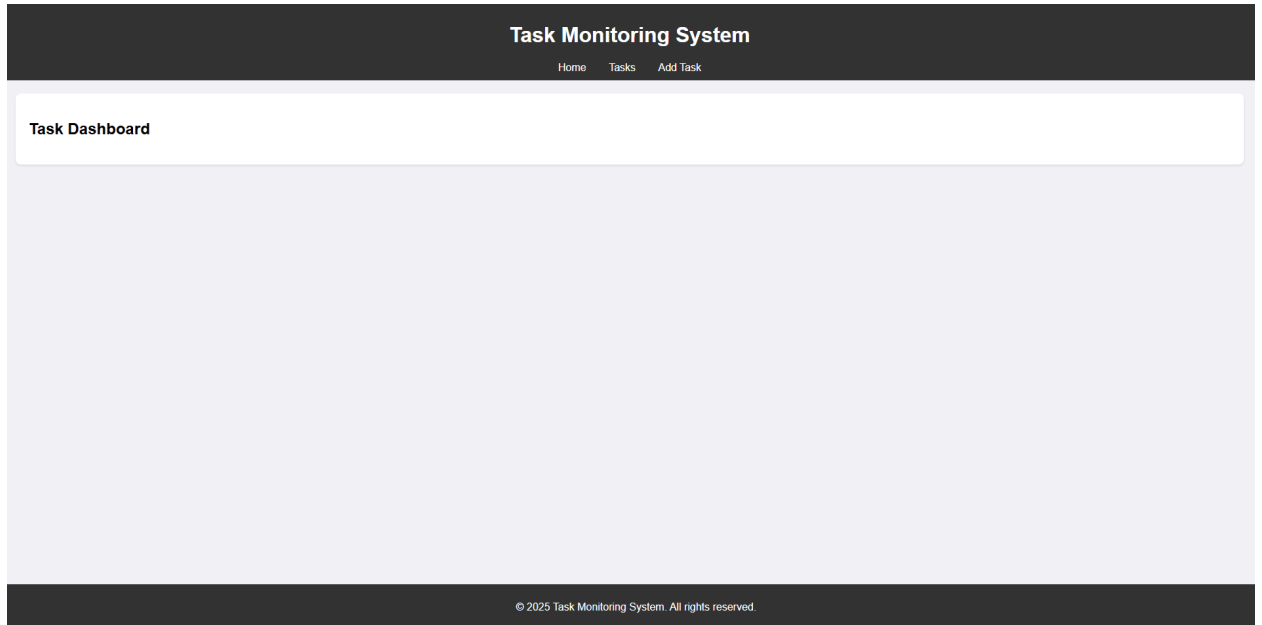 Task Monitoring System
Home Tasks Add Task
Task Dashboard
© 2025 Task Monitoring System. All rights reserved.